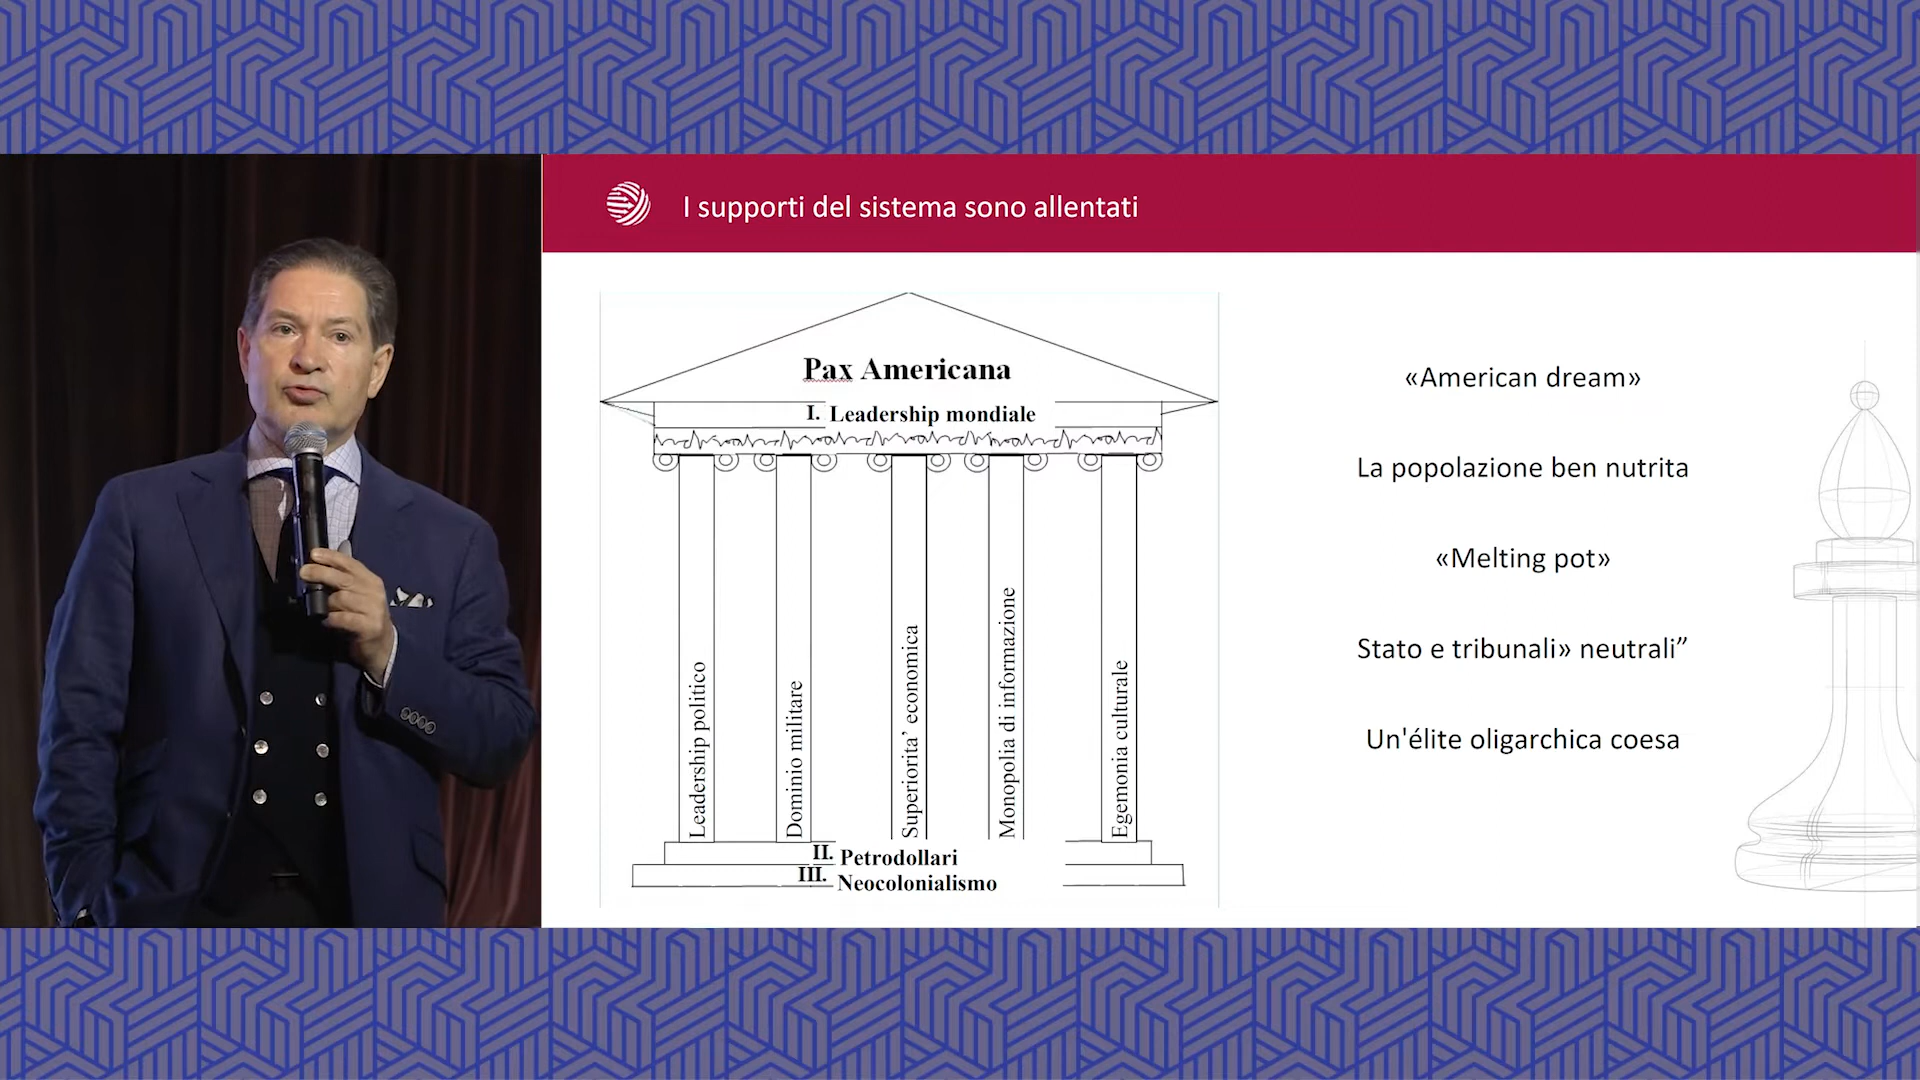 I supporti del sistema sono allentati
Pax Americana
I. Leadership mondiale
Leadership politico
Dominio militare
Superiorita’ economica
Monopolia di informazione
Egemonia culturale
II. Petrodollari
III. Neocolonialismo
«American dream»
La popolazione ben nutrita
«Melting pot»
Stato e tribunali» neutrali”
Un'élite oligarchica coesa